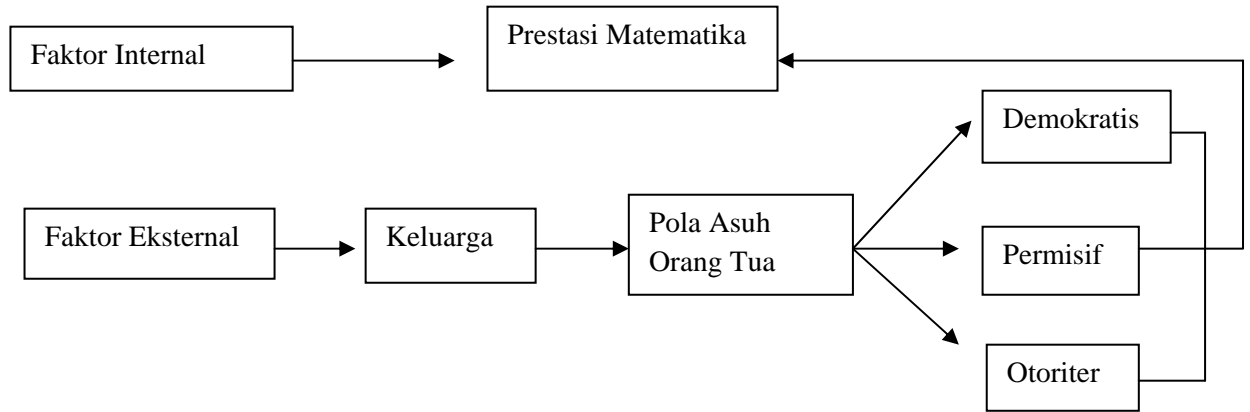 Faktor Internal
Prestasi Matematika
Demokratis
Faktor Eksternal
Keluarga
Pola Asuh
Orang Tua
Permisif
Otoriter